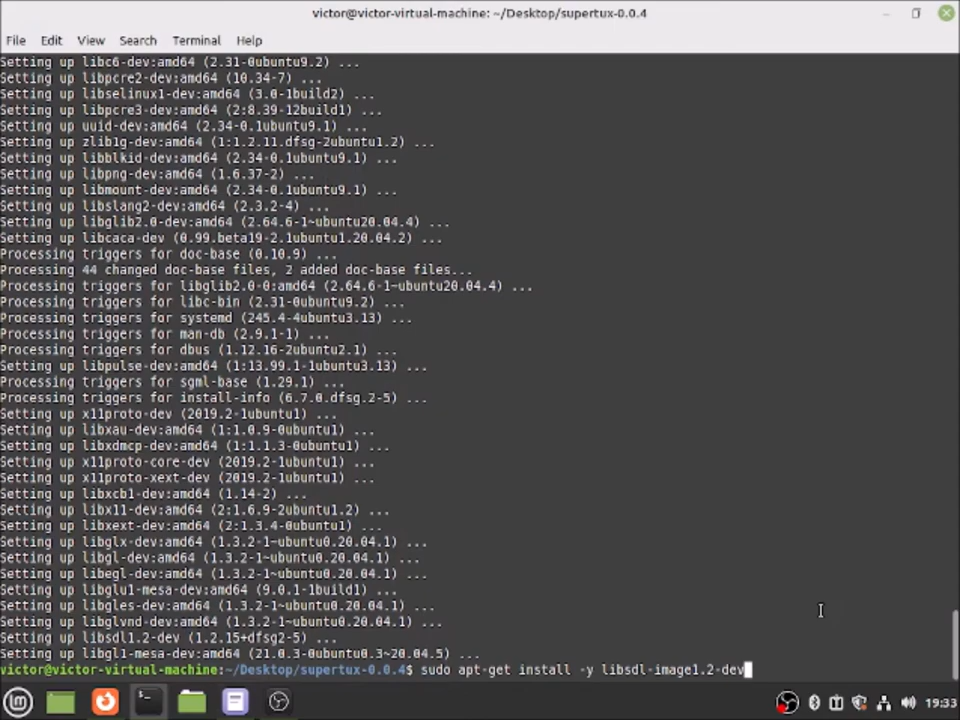 victor@victor-virtual-machine: ~/Desktop/supertux-0.0.4
File Edit View Search Terminal Help
Setting up libc6-dev:amd64 (2.31-0ubuntu9.2) ...
Setting up libpcre2-dev:amd64 (10.34-7) ...
Setting up libselinux1-dev:amd64 (3.0-1build2) ...
Setting up libpcre3-dev:amd64 (2:8.39-12build1) ...
Setting up uuid-dev:amd64 (2.34-0.1ubuntu9.1) ...
Setting up zlib1g-dev:amd64 (1:1.2.11.dfsg-2ubuntu1.2) ...
Setting up libblkid-dev:amd64 (2.34-0.1ubuntu9.1) ...
Setting up libpng-dev:amd64 (1.6.37-2) ...
Setting up libmount-dev:amd64 (2.34-0.1ubuntu9.1) ...
Setting up libslang2-dev:amd64 (2.3.2-4) ...
Setting up libglib2.0-dev:amd64 (2.64.6-1~ubuntu20.04.4) ...
Setting up libcaca-dev (0.99.beta19-2.1ubuntu1.20.04.2) ...
Processing triggers for doc-base (0.10.9) ...
Processing 44 changed doc-base files, 2 added doc-base files...
Processing triggers for libglib2.0-0:amd64 (2.64.6-1~ubuntu20.04.4) ...
Processing triggers for libc-bin (2.31-0ubuntu9.2) ...
Processing triggers for systemd (245.4-4ubuntu3.13) ...
Processing triggers for man-db (2.9.1-1) ...
Processing triggers for dbus (1.12.16-2ubuntu2.1) ...
Setting up libpulse-dev:amd64 (1:13.99.1-1ubuntu3.13) ...
Processing triggers for sgml-base (1.29.1) ...
Processing triggers for install-info (6.7.0.dfsg.2-5) ...
Setting up x11proto-dev (2019.2-1ubuntu1) ...
Setting up libxau-dev:amd64 (1:1.0.9-0ubuntu1) ...
Setting up libxdmcp-dev:amd64 (1:1.1.3-0ubuntu1) ...
Setting up x11proto-core-dev (2019.2-1ubuntu1) ...
Setting up x11proto-xext-dev (2019.2-1ubuntu1) ...
Setting up libxcb1-dev:amd64 (1.14-2) ...
Setting up libx11-dev:amd64 (2:1.6.9-2ubuntu1.2) ...
Setting up libxext-dev:amd64 (2:1.3.4-0ubuntu1) ...
Setting up libglx-dev:amd64 (1.3.2-1~ubuntu0.20.04.1) ...
Setting up libgl-dev:amd64 (1.3.2-1~ubuntu0.20.04.1) ...
Setting up libegl-dev:amd64 (1.3.2-1~ubuntu0.20.04.1) ...
Setting up libglu1-mesa-dev:amd64 (9.0.1-1build1) ...
Setting up libgles-dev:amd64 (1.3.2-1~ubuntu0.20.04.1) ...
Setting up libglvnd-dev:amd64 (1.3.2-1~ubuntu0.20.04.1) ...
Setting up libsdl1.2-dev (1.2.15+dfsg2-5) ...
Setting up libgl1-mesa-dev:amd64 (21.0.3-0ubuntu0.3~20.04.5) ...
victor@victor-virtual-machine:~/Desktop/supertux-0.0.4$ sudo apt-get install -y libsdl-image1.2-dev
19:33